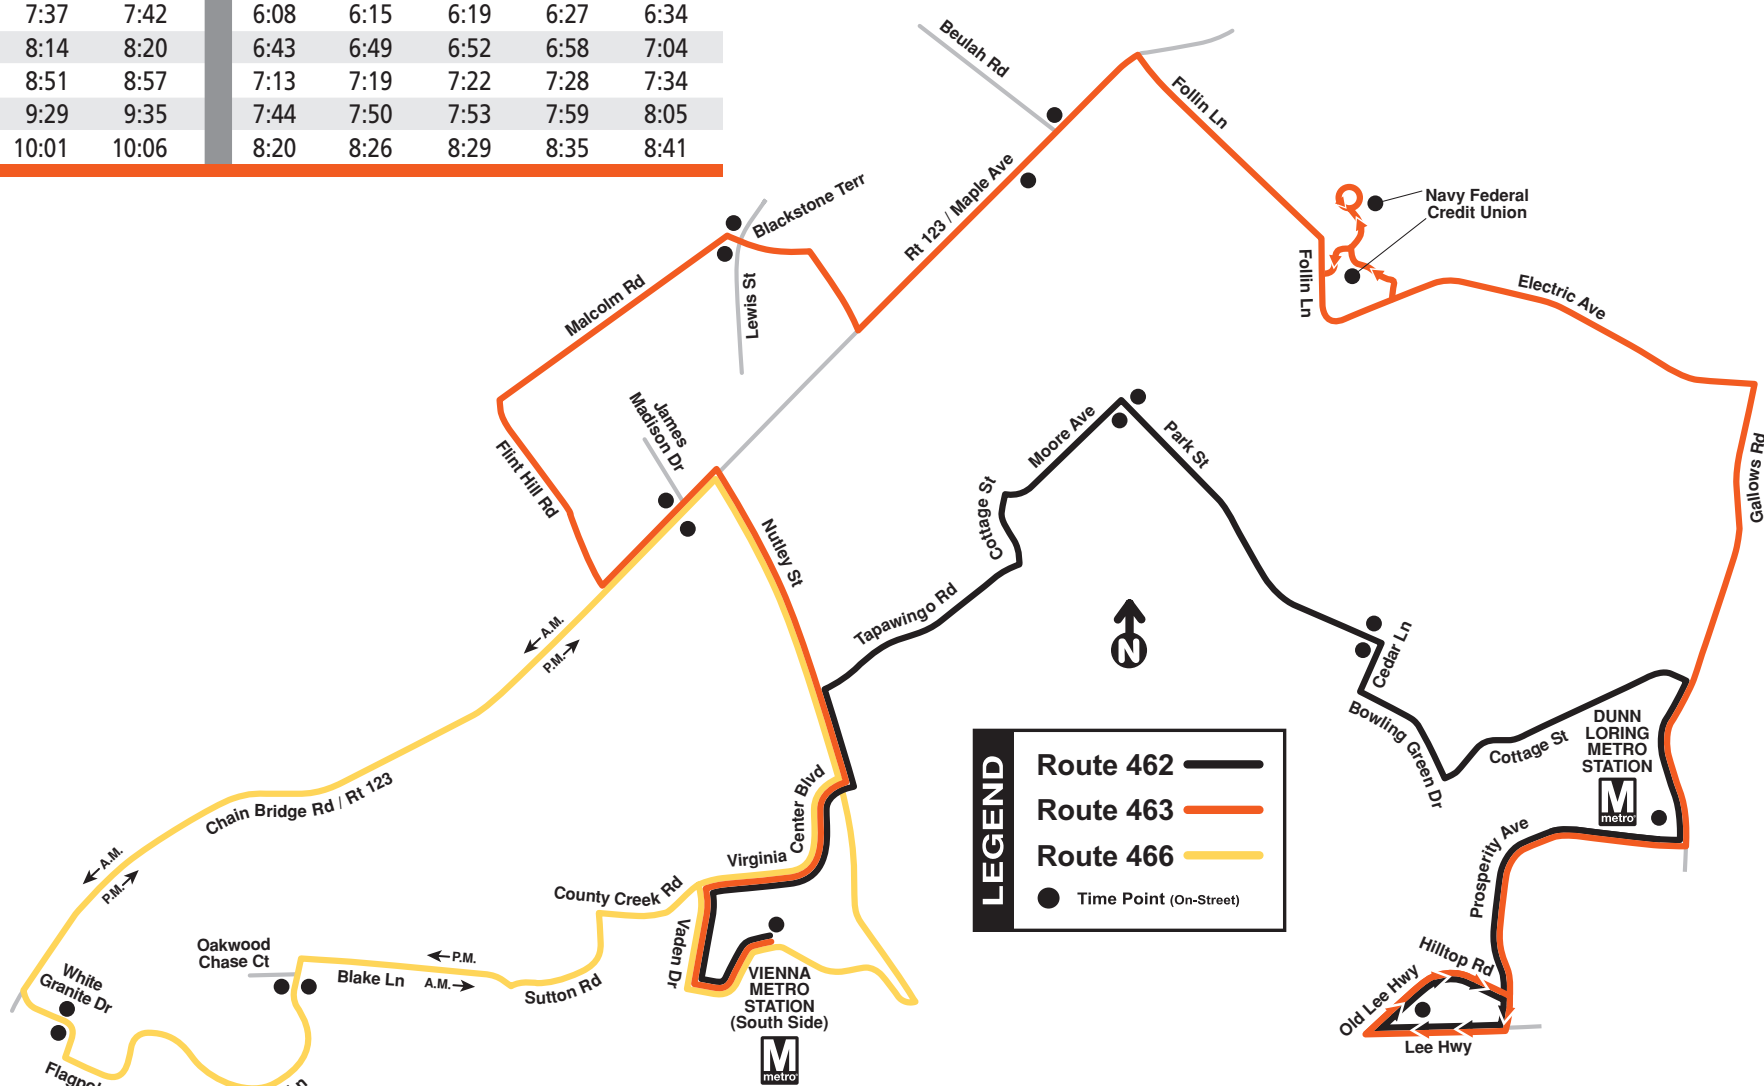 7:37 7:42 6:08 6:15 6:19 6:27 6:34
8:14 8:20 6:43 6:49 6:52 6:58 7:04
8:51 8:57 7:13 7:19 7:22 7:28 7:34
9:29 9:35 7:44 7:50 7:53 7:59 8:05
10:01 10:06 8:20 8:26 8:29 8:35 8:41
Beulah Rd
Follin Ln
Rt 123 / Maple Ave
Blackstone Terr
Navy Federal
Credit Union
Malcolm Rd
Lewis St
Follin Ln
Electric Ave
James
Madison Dr
Flint Hill Rd
Moore Ave
Park St
Gallows Rd
Cottage St
Nutley St
Tapawingo Rd
A.M.
P.M.
N
Cedar Ln
Bowling Green Dr
Cottage St
DUNN
LORING
METRO
STATION
M
metro
LEGEND
Route 462
Route 463
Route 466
Time Point (On-Street)
Chain Bridge Rd / Rt 123
Center Blvd
Virginia
A.M.
P.M.
County Creek Rd
Vaden Dr
Prosperity Ave
Oakwood
Chase Ct
White
Granite Dr
Blake Ln
P.M.
A.M.
Sutton Rd
VIENNA
METRO
STATION
(South Side)
M
metro
Hilltop Rd
Old Lee Hwy
Lee Hwy